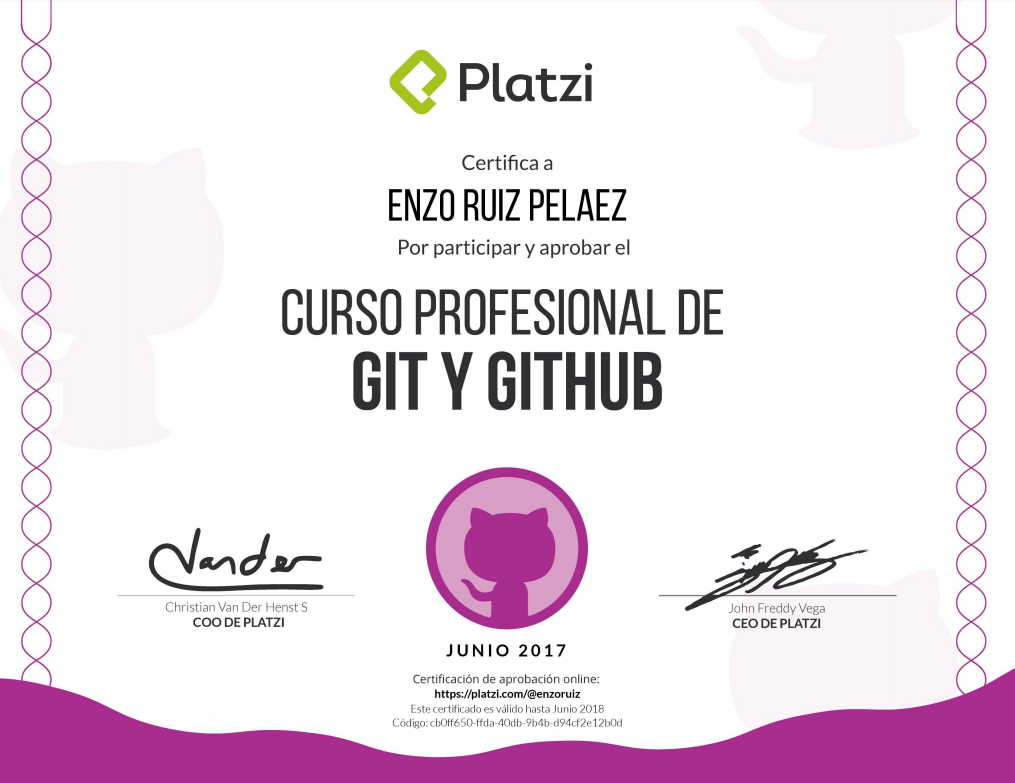 Platzi
Certifica a
ENZO RUIZ PELAEZ
Por participar y aprobar el
CURSO PROFESIONAL DE
GIT Y GITHUB
Vander
Christian Van Der Henst S
COO DE PLATZI
John Freddy Vega
CEO DE PLATZI
JUNIO 2017
Certificación de aprobación online:
https://platzi.com/@enzoruiz
Este certificado es válido hasta Junio 2018
Código: cb0ff650-ffda-40db-9b4b-d94cf2e12b0d